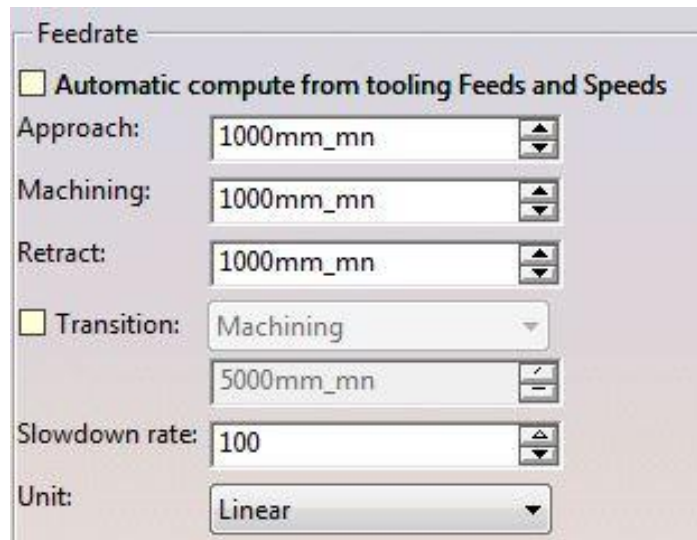 Feedrate
Automatic compute from tooling Feeds and Speeds
Approach: 1000mm_mn
Machining: 1000mm_mn
Retract: 1000mm_mn
Transition: Machining
5000mm_mn
Slowdown rate: 100
Unit: Linear